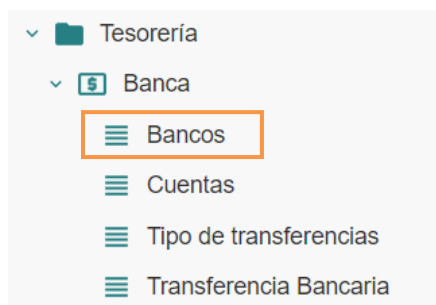 Tesorería
Banca
Bancos
Cuentas
Tipo de transferencias
Transferencia Bancaria